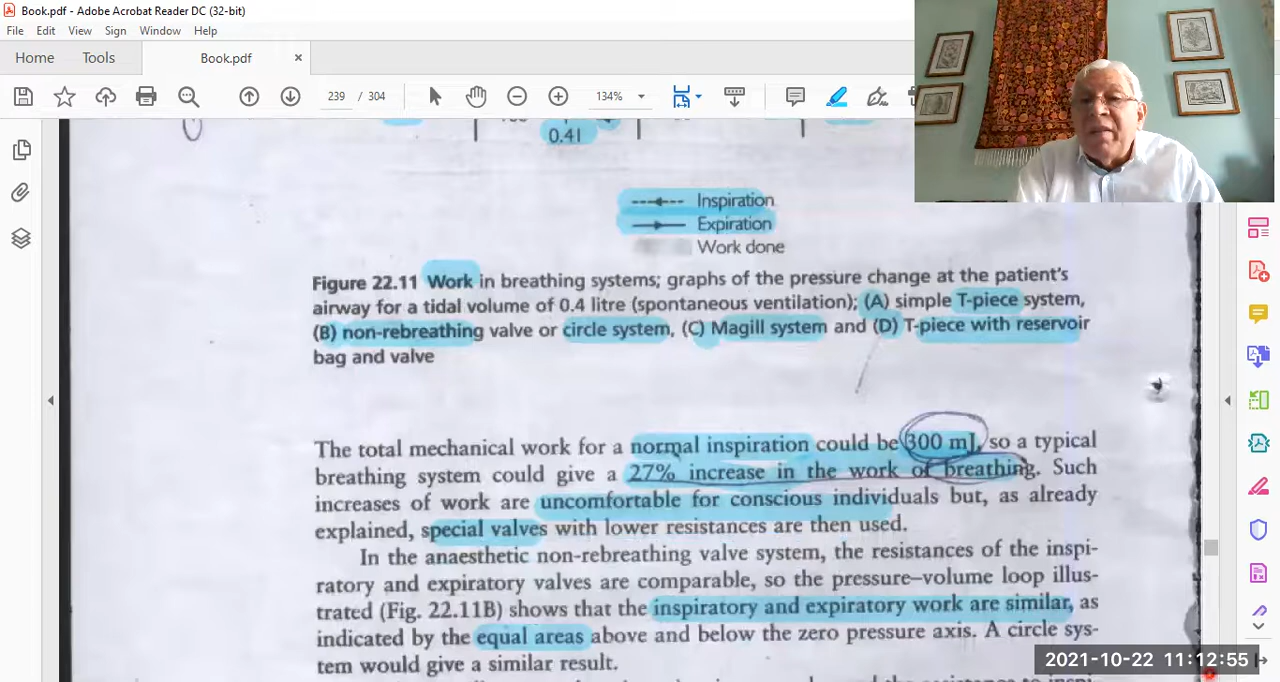 Book.pdf - Adobe Acrobat Reader DC (32-bit)
File Edit View Sign Window Help
Home Tools Book.pdf ×
239 / 304 134%
0.41
Inspiration
Expiration
Work done
Figure 22.11 Work in breathing systems; graphs of the pressure change at the patient's
airway for a tidal volume of 0.4 litre (spontaneous ventilation); (A) simple T-piece system,
(B) non-rebreathing valve or circle system, (C) Magill system and (D) T-piece with reservoir
bag and valve
The total mechanical work for a normal inspiration could be 300 mJ, so a typical
breathing system could give a 27% increase in the work of breathing. Such
increases of work are uncomfortable for conscious individuals but, as already
explained, special valves with lower resistances are then used.
In the anaesthetic non-rebreathing valve system, the resistances of the inspi-
ratory and expiratory valves are comparable, so the pressure–volume loop illus-
trated (Fig. 22.11B) shows that the inspiratory and expiratory work are similar, as
indicated by the equal areas above and below the zero pressure axis. A circle sys-
tem would give a similar result.
2021-10-22 11:12:55